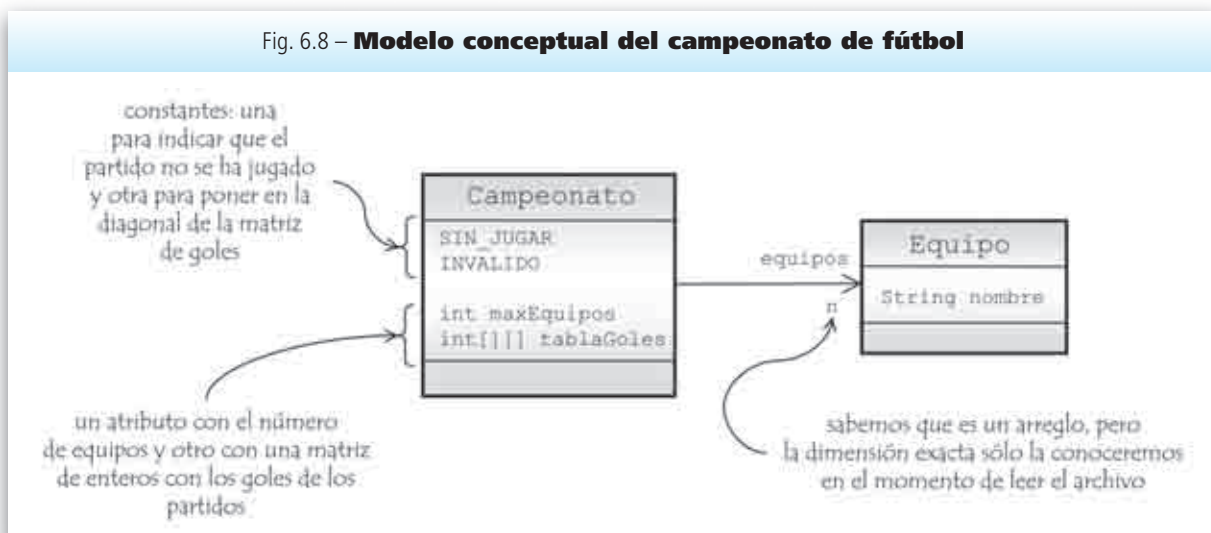 Fig. 6.8 – Modelo conceptual del campeonato de fútbol
constantes: una
para indicar que el
partido no se ha jugado
y otra para poner en la
diagonal de la matriz
de goles
Campeonato
SIN_JUGAR
INVALIDO
int maxEquipos
int[][] tablaGoles
equipos
n
Equipo
String nombre
un atributo con el número
de equipos y otro con una matriz
de enteros con los goles de los
partidos
sabemos que es un arreglo, pero
la dimensión exacta sólo la conoceremos
en el momento de leer el archivo